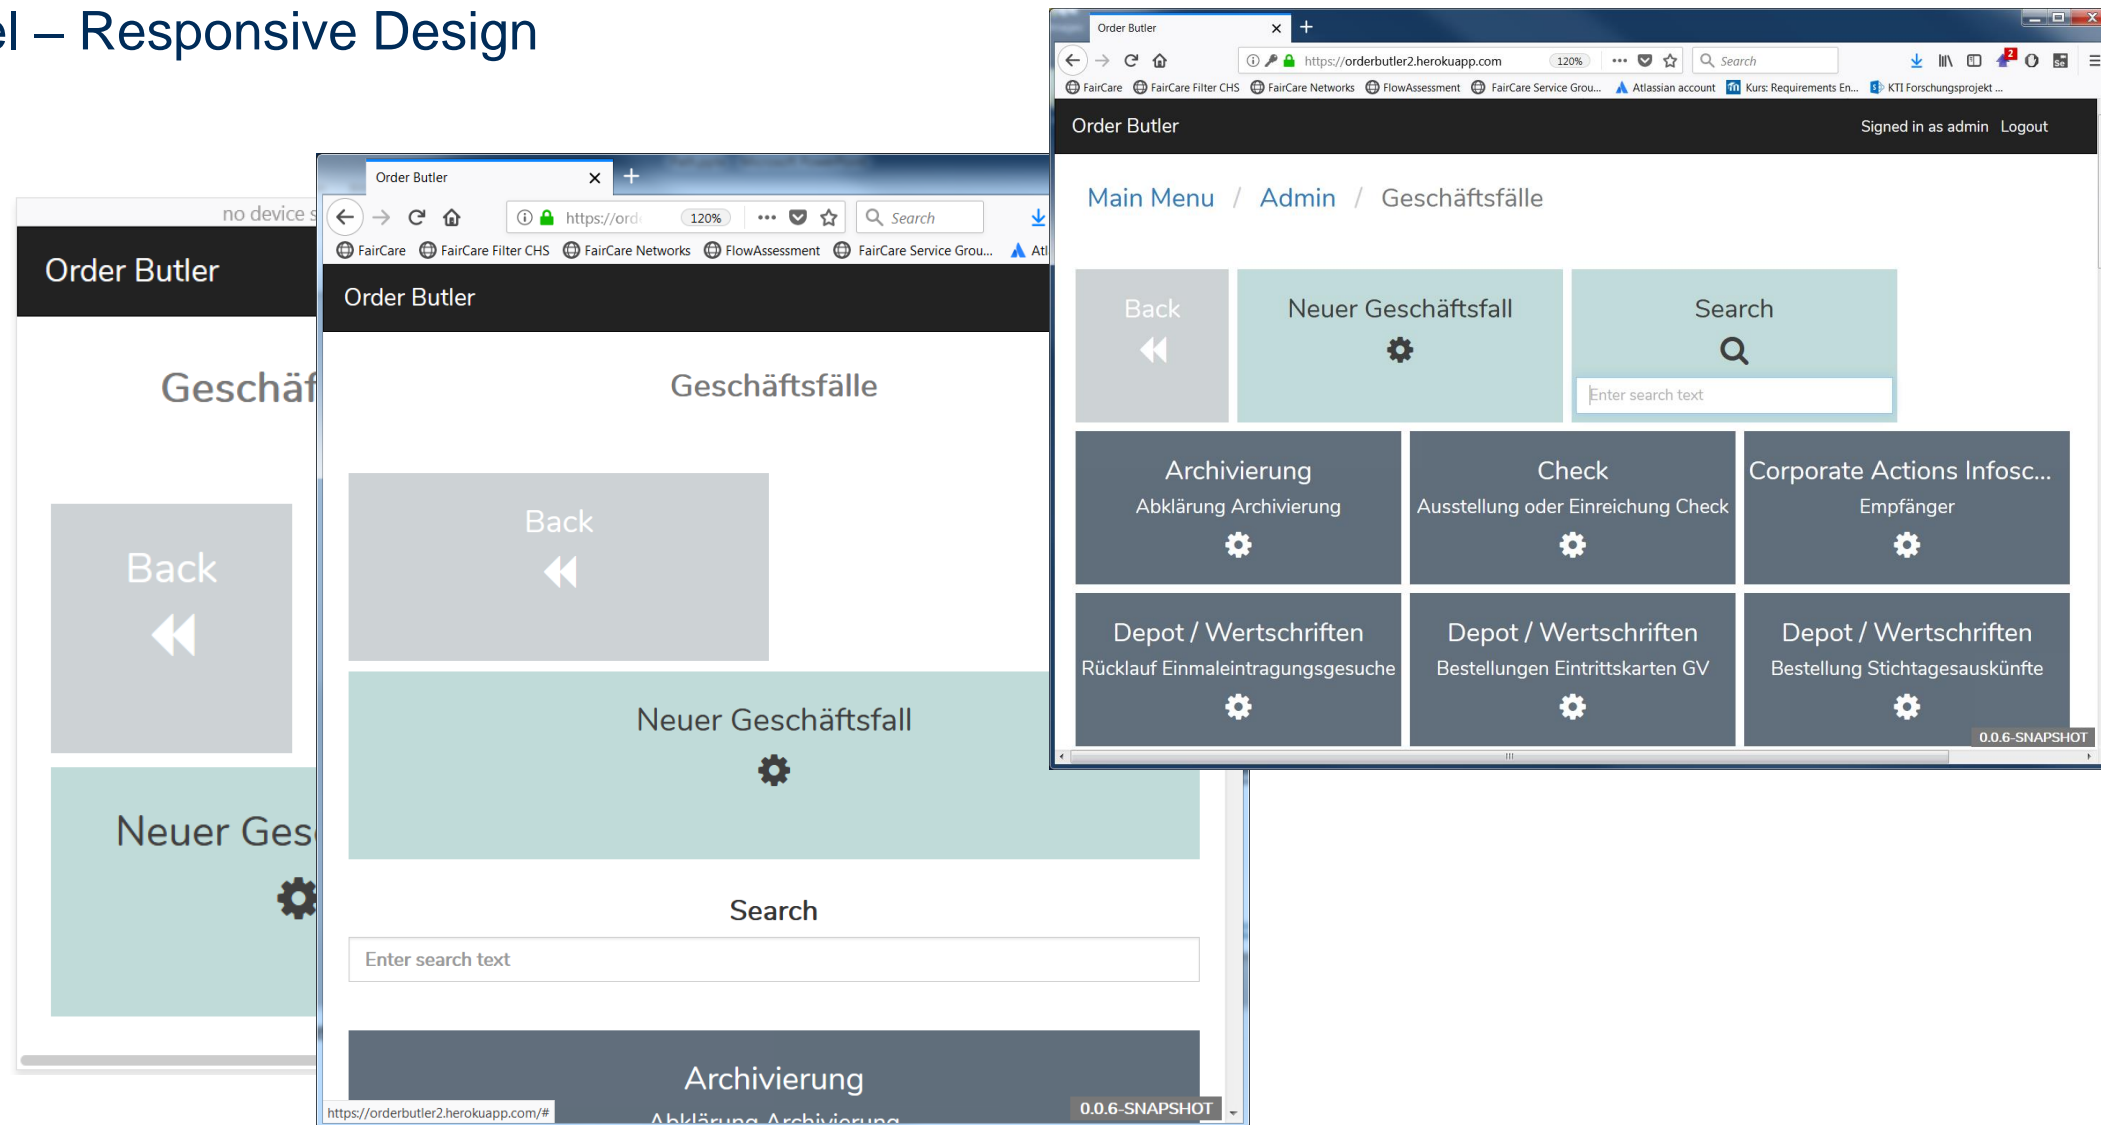 el – Responsive Design
no device s
Order Butler
Geschäf
Back
Neuer Ges
Order Butler
https://ord
120%
Search
FairCare
FairCare Filter CHS
FairCare Networks
FlowAssessment
FairCare Service Grou...
Atl
Order Butler
Geschäftsfälle
Back
Neuer Geschäftsfall
Search
Enter search text
Archivierung
Abklärung Archivierung
https://orderbutler2.herokuapp.com/#
0.0.6-SNAPSHOT
Order Butler
https://orderbutler2.herokuapp.com
120%
Search
2
FairCare
FairCare Filter CHS
FairCare Networks
FlowAssessment
FairCare Service Grou...
Atlassian account
Kurs: Requirements En...
KTI Forschungsprojekt ...
Order Butler
Signed in as admin Logout
Main Menu / Admin / Geschäftsfälle
Back
Neuer Geschäftsfall
Search
Enter search text
Archivierung
Abklärung Archivierung
Check
Ausstellung oder Einreichung Check
Corporate Actions Infosc...
Empfänger
Depot / Wertschriften
Rücklauf Einmaleintragungsgesuche
Depot / Wertschriften
Bestellungen Eintrittskarten GV
Depot / Wertschriften
Bestellung Stichtagesauskünfte
0.0.6-SNAPSHOT